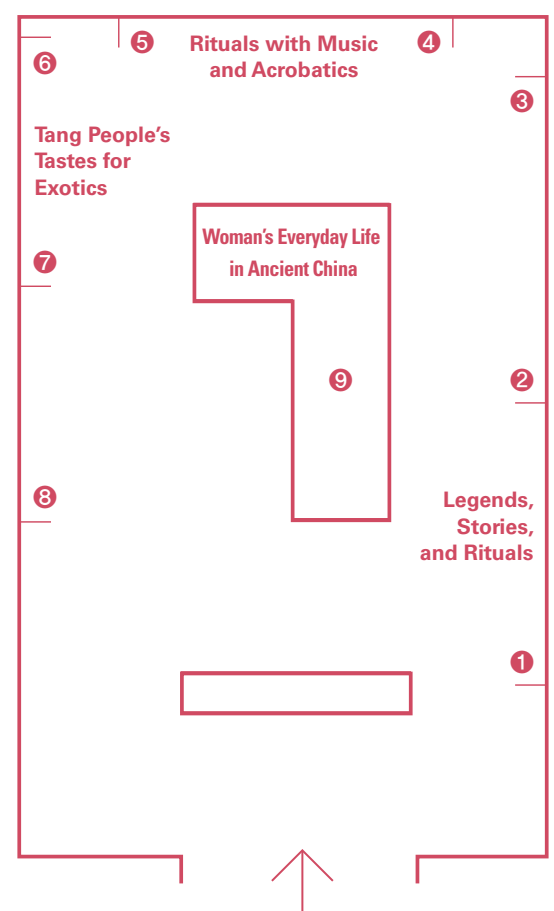 ❺
Rituals with Music
❹
and Acrobatics
❻
❸
Tang People’s
Tastes for
Exotics
Woman’s Everyday Life
in Ancient China
❼
❾
❷
❽
Legends,
Stories,
and Rituals
❶